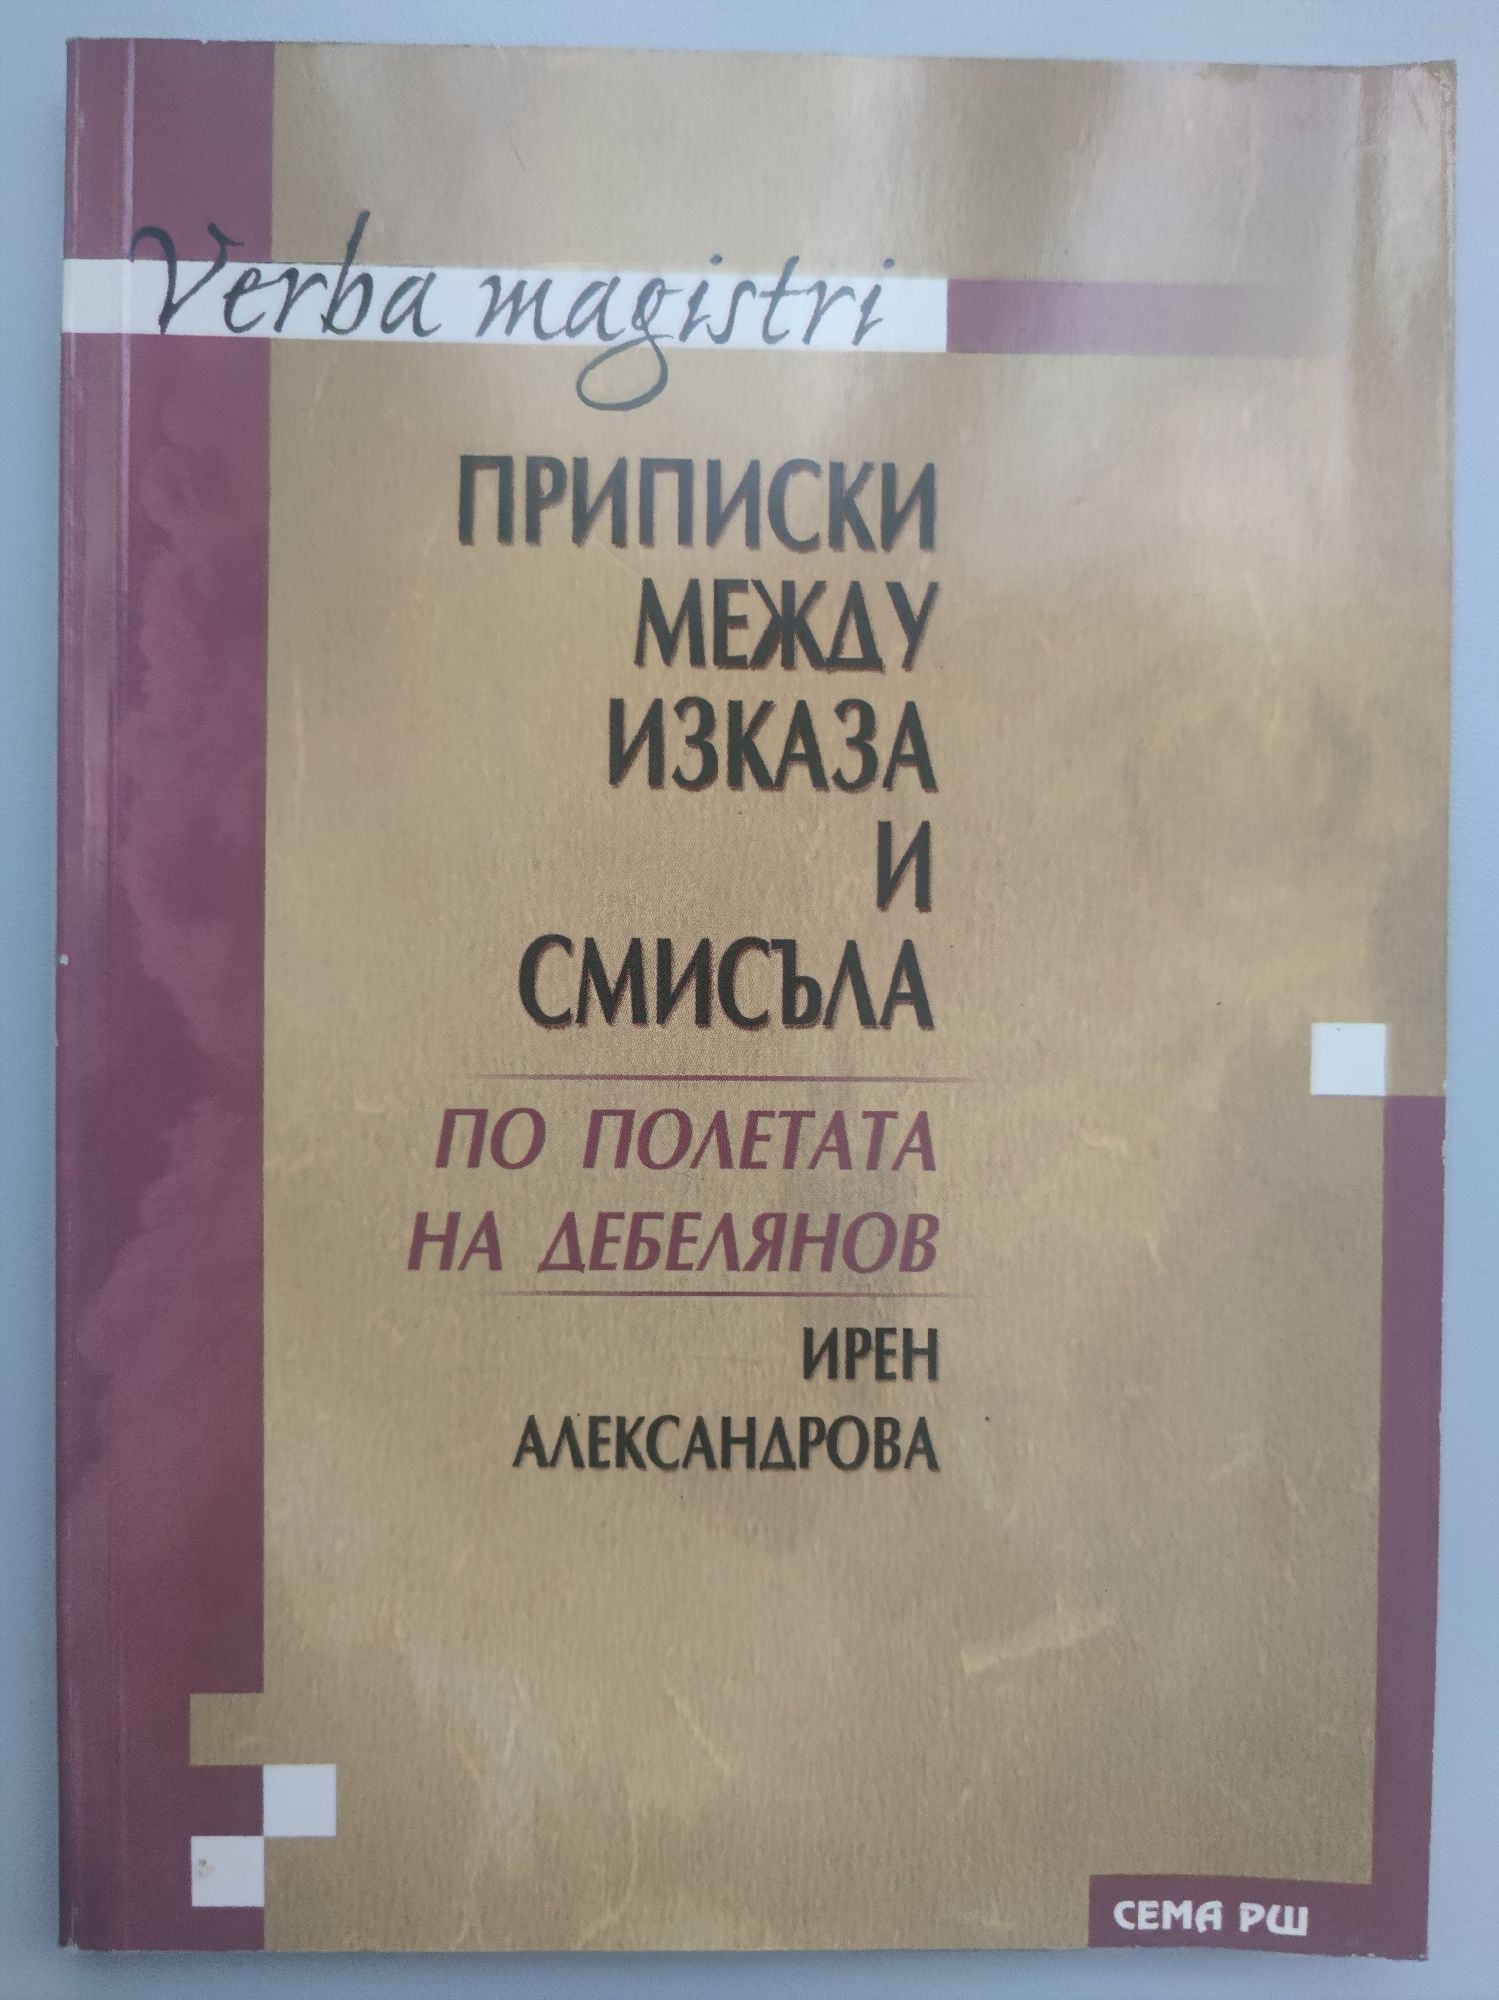 Verba magistri
ПРИПИСКИ
МЕЖДУ
ИЗКАЗА
И
СМИСЪЛА
ПО ПОЛЕТАТА
НА ДЕБЕЛЯНОВ
ИРЕН
АЛЕКСАНДРОВА
СЕМА РШ